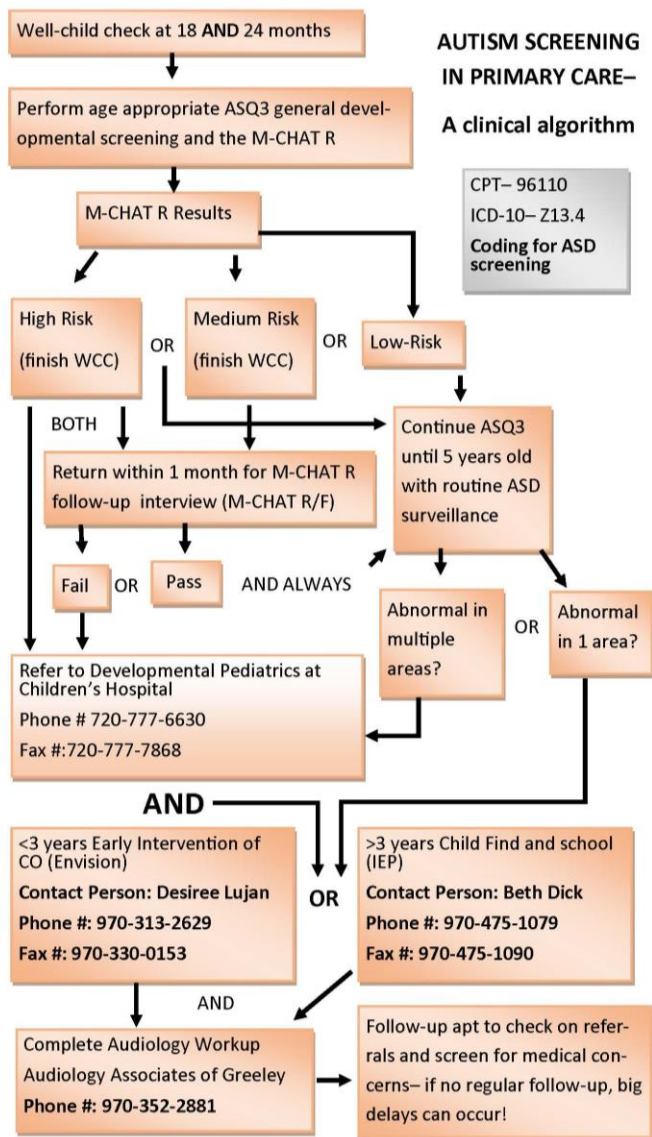 Well-child check at 18 AND 24 months
AUTISM SCREENING
IN PRIMARY CARE–
A clinical algorithm
Perform age appropriate ASQ3 general devel-
opmental screening and the M-CHAT R
CPT– 96110
ICD-10– Z13.4
Coding for ASD
screening
M-CHAT R Results
High Risk
(finish WCC)
OR
Medium Risk
(finish WCC)
OR
Low-Risk
BOTH
Continue ASQ3
until 5 years old
with routine ASD
surveillance
Return within 1 month for M-CHAT R
follow-up interview (M-CHAT R/F)
Fail
OR
Pass
AND ALWAYS
Abnormal in
multiple
areas?
OR
Abnormal
in 1 area?
Refer to Developmental Pediatrics at
Children's Hospital
Phone # 720-777-6630
Fax #:720-777-7868
AND
<3 years Early Intervention of
CO (Envision)
Contact Person: Desiree Lujan
Phone #: 970-313-2629
Fax #: 970-330-0153
OR
>3 years Child Find and school
(IEP)
Contact Person: Beth Dick
Phone #: 970-475-1079
Fax #: 970-475-1090
AND
Complete Audiology Workup
Audiology Associates of Greeley
Phone #: 970-352-2881
Follow-up apt to check on refer-
rals and screen for medical con-
cerns– if no regular follow-up, big
delays can occur!